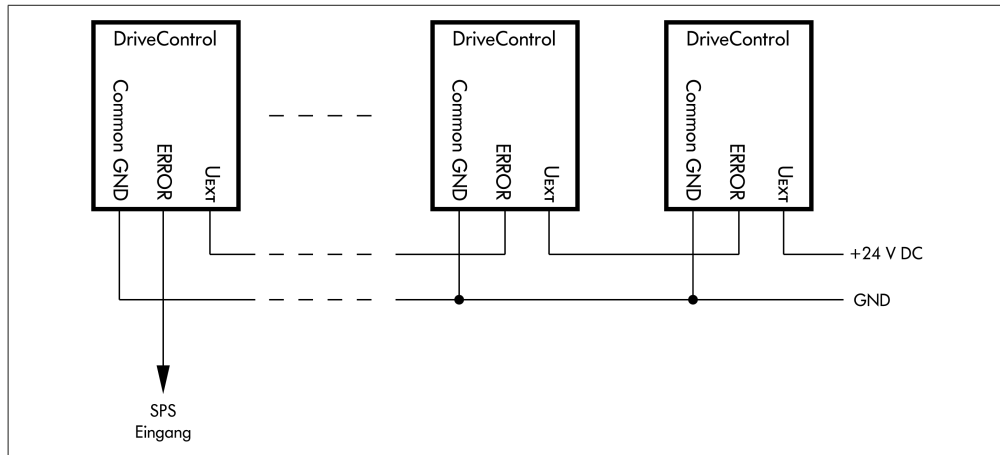 DriveControl
Common GND
ERROR
UEXT
DriveControl
Common GND
ERROR
UEXT
DriveControl
Common GND
ERROR
UEXT
+24 V DC
GND
SPS
Eingang